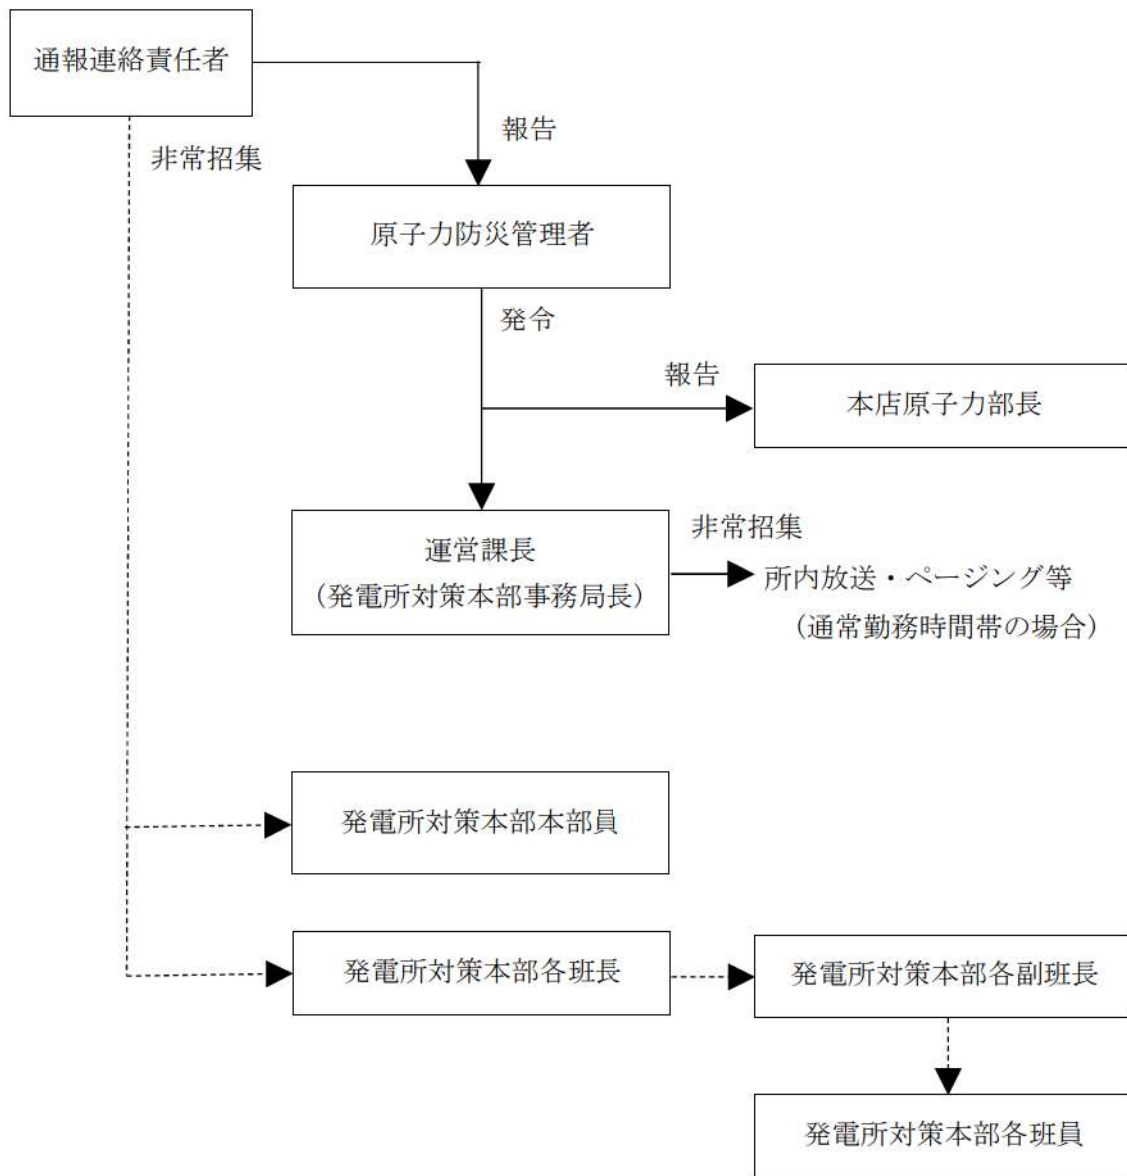 通報連絡責任者
報告
非常招集
原子力防災管理者
発令
報告
本店原子力部長
運営課長
（発電所対策本部事務局長）
非常招集
所内放送・ページング等
（通常勤務時間帯の場合）
発電所対策本部本部員
発電所対策本部各班長
発電所対策本部各副班長
発電所対策本部各班員